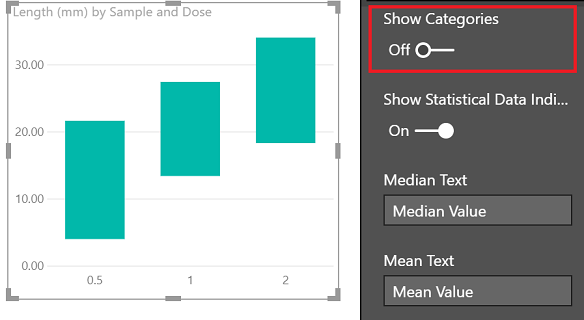 Length (mm) by Sample and Dose
30.00
20.00
10.00
0.00
0.5 1 2
Show Categories
Off
Show Statistical Data Indi...
On
Median Text
Median Value
Mean Text
Mean Value